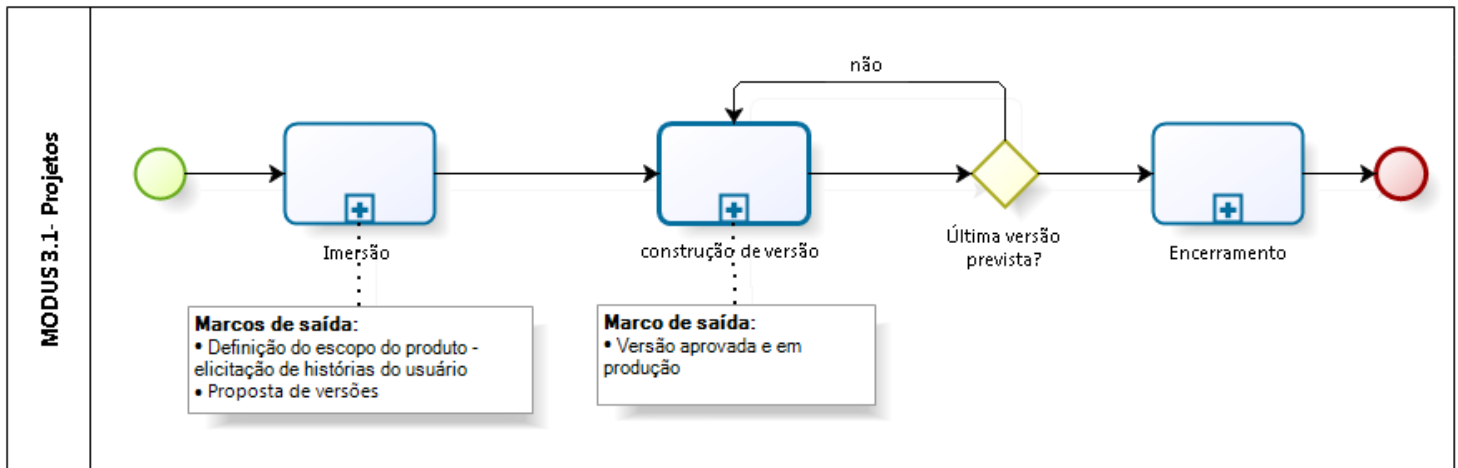 MODUS 3.1- Projetos
não
Imersão
construção de versão
Última versão
prevista?
Encerramento
Marcos de saída:
• Definição do escopo do produto -
elicitação de histórias do usuário
• Proposta de versões
Marco de saída:
• Versão aprovada e em
produção